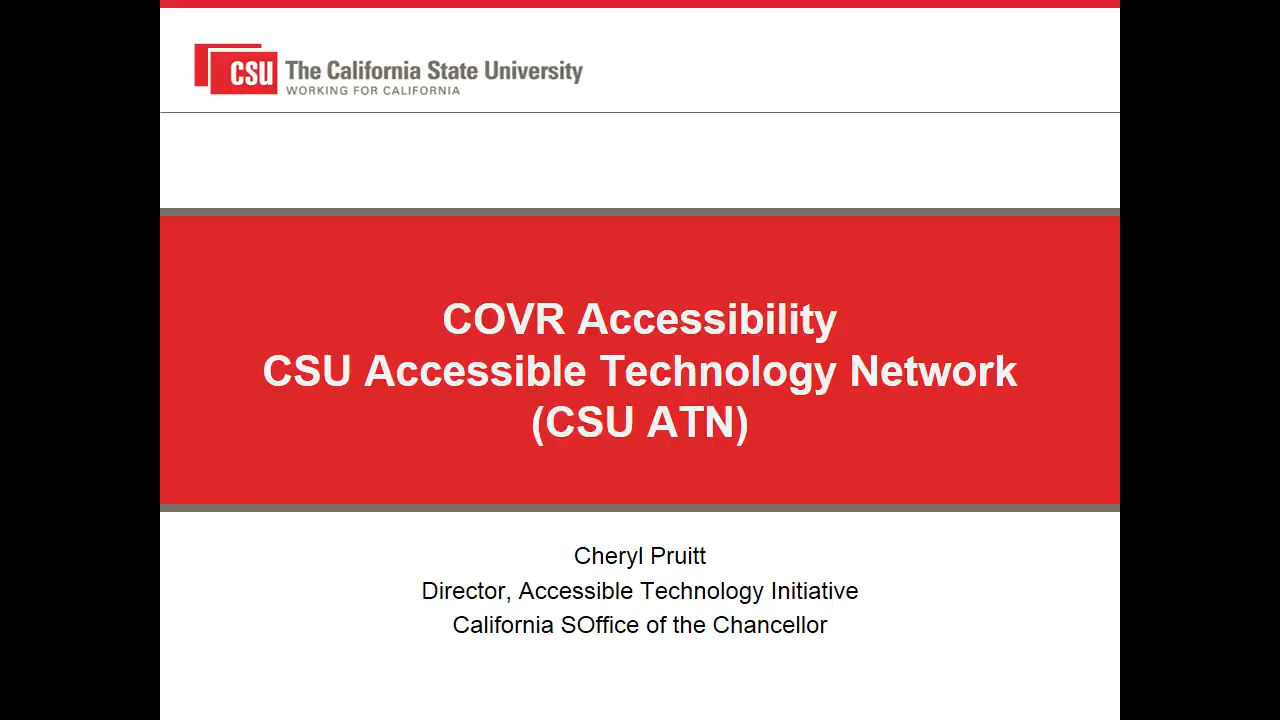 CSU The California State University
WORKING FOR CALIFORNIA
COVR Accessibility
CSU Accessible Technology Network
(CSU ATN)
Cheryl Pruitt
Director, Accessible Technology Initiative
California SOffice of the Chancellor